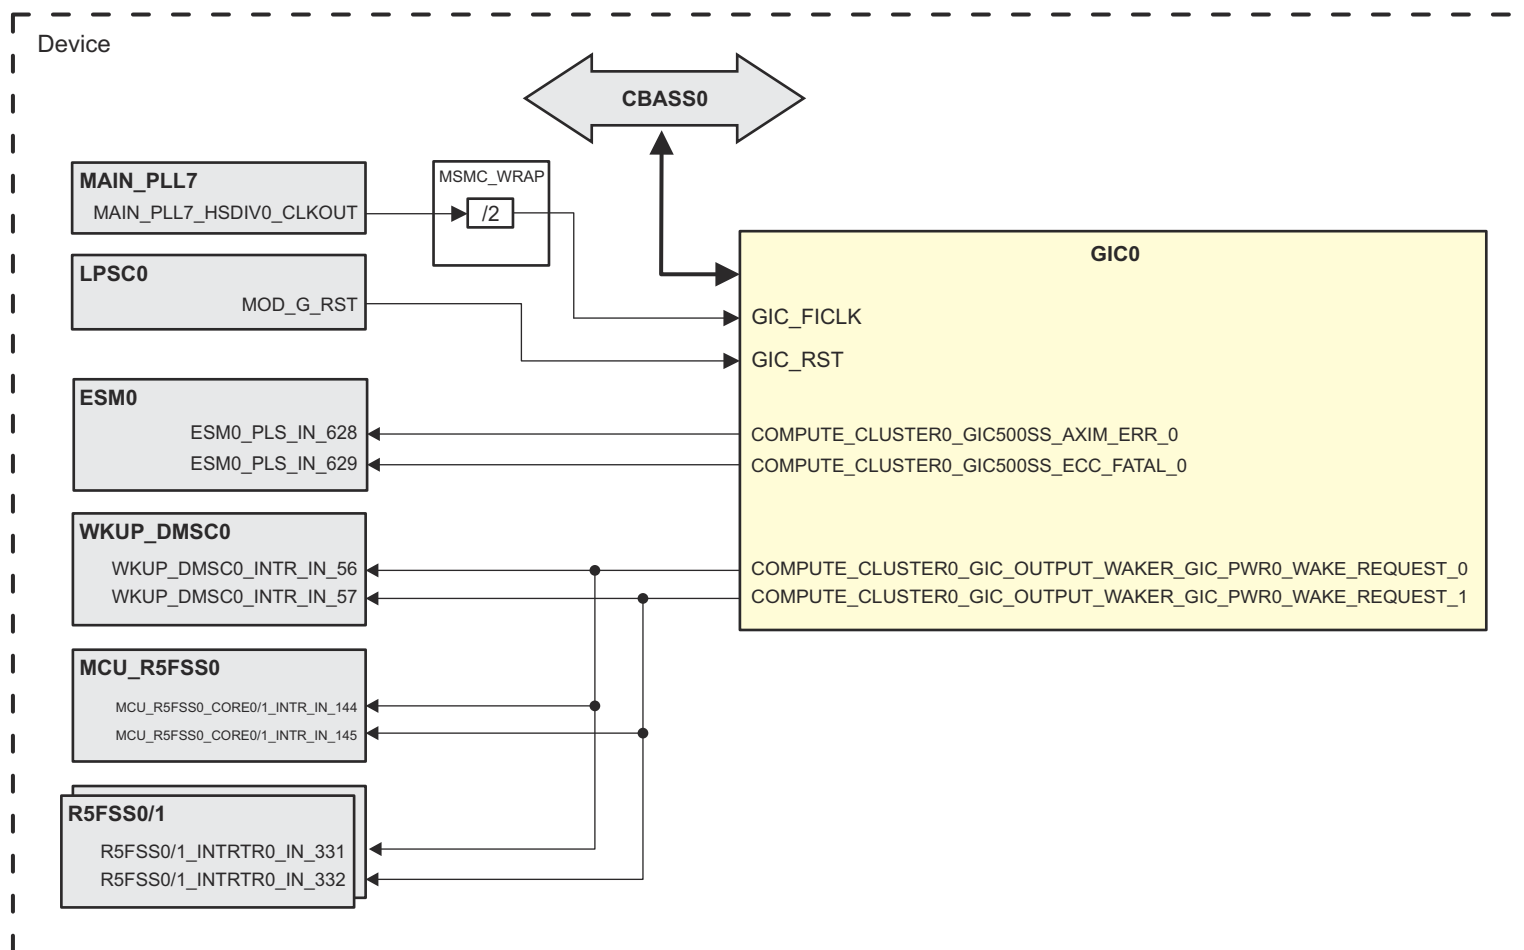 Device
CBASS0
MAIN_PLL7
MAIN_PLL7_HSDIV0_CLKOUT
MSMC_WRAP
/2
LPSC0
MOD_G_RST
GIC0
GIC_FICLK
GIC_RST
ESM0
ESM0_PLS_IN_628
ESM0_PLS_IN_629
COMPUTE_CLUSTER0_GIC500SS_AXIM_ERR_0
COMPUTE_CLUSTER0_GIC500SS_ECC_FATAL_0
WKUP_DMSC0
WKUP_DMSC0_INTR_IN_56
WKUP_DMSC0_INTR_IN_57
COMPUTE_CLUSTER0_GIC_OUTPUT_WAKER_GIC_PWR0_WAKE_REQUEST_0
COMPUTE_CLUSTER0_GIC_OUTPUT_WAKER_GIC_PWR0_WAKE_REQUEST_1
MCU_R5FSS0
MCU_R5FSS0_CORE0/1_INTR_IN_144
MCU_R5FSS0_CORE0/1_INTR_IN_145
R5FSS0/1
R5FSS0/1_INTRTR0_IN_331
R5FSS0/1_INTRTR0_IN_332